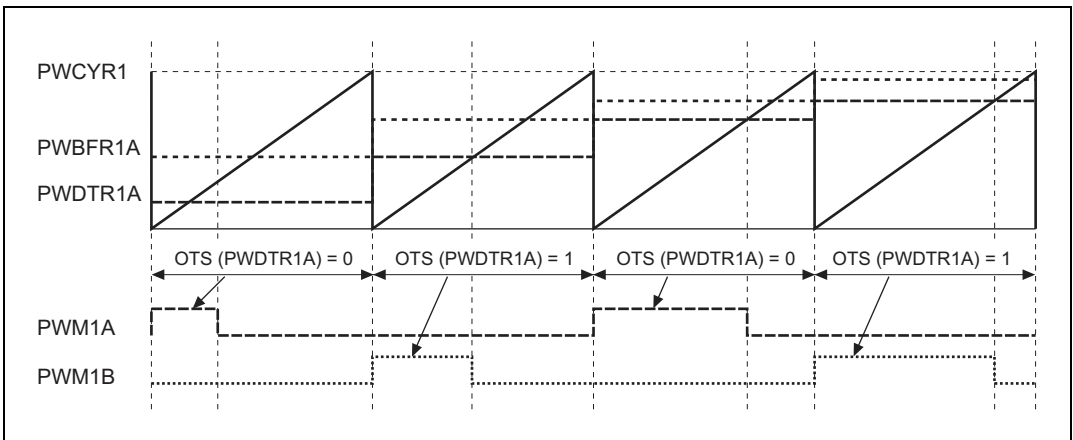 PWCYR1
PWBFR1A
PWDTR1A
OTS (PWDTR1A) = 0 OTS (PWDTR1A) = 1 OTS (PWDTR1A) = 0 OTS (PWDTR1A) = 1
PWM1A
PWM1B